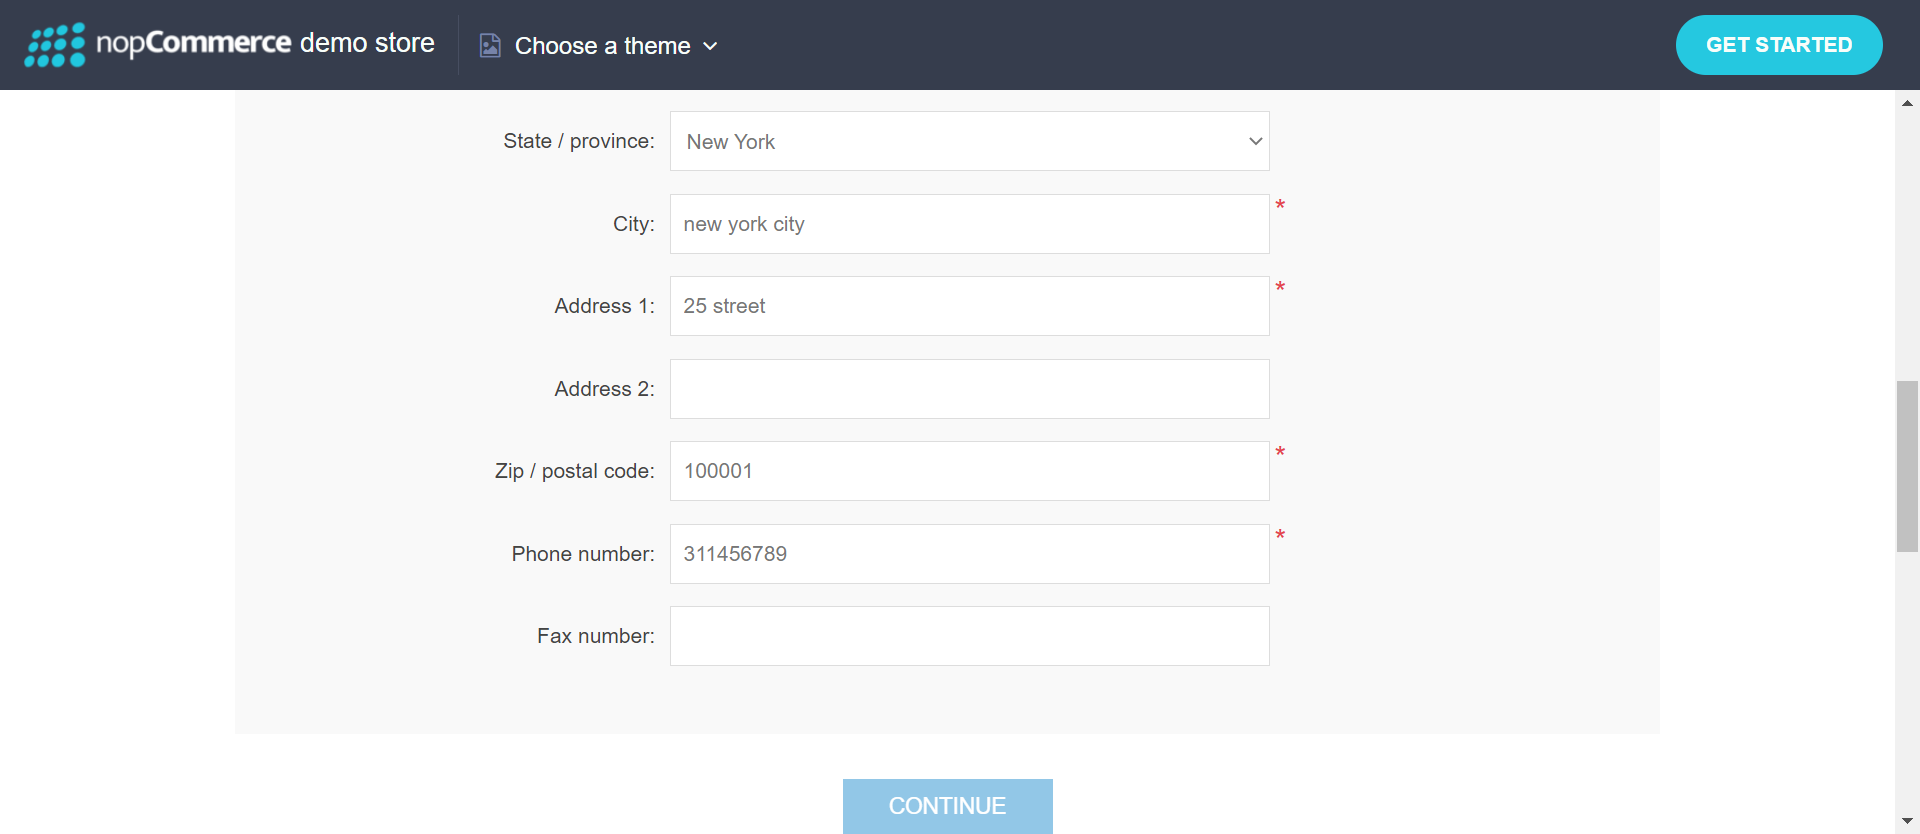 nopCommerce demo store
Choose a theme
GET STARTED
State / province: New York
City: new york city *
Address 1: 25 street *
Address 2:
Zip / postal code: 100001 *
Phone number: 311456789 *
Fax number:
CONTINUE